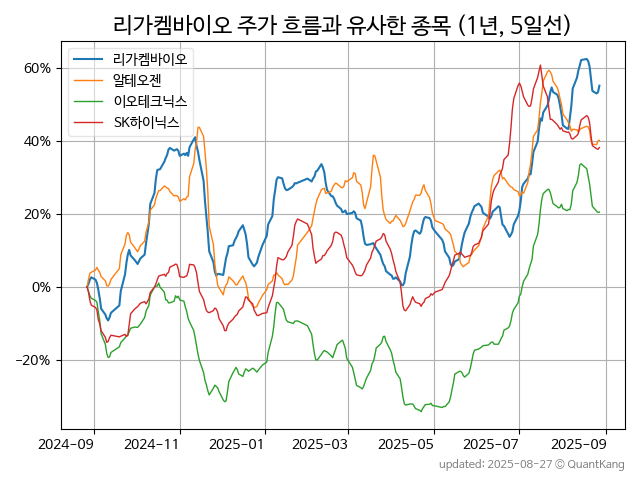 리가켐바이오 주가 흐름과 유사한 종목 (1년, 5일선)
리가켐바이오
알테오젠
이오테크닉스
SK하이닉스
60%
40%
20%
0%
−20%
2024-09 2024-11 2025-01 2025-03 2025-05 2025-07 2025-09
updated: 2025-08-27 © QuantKang